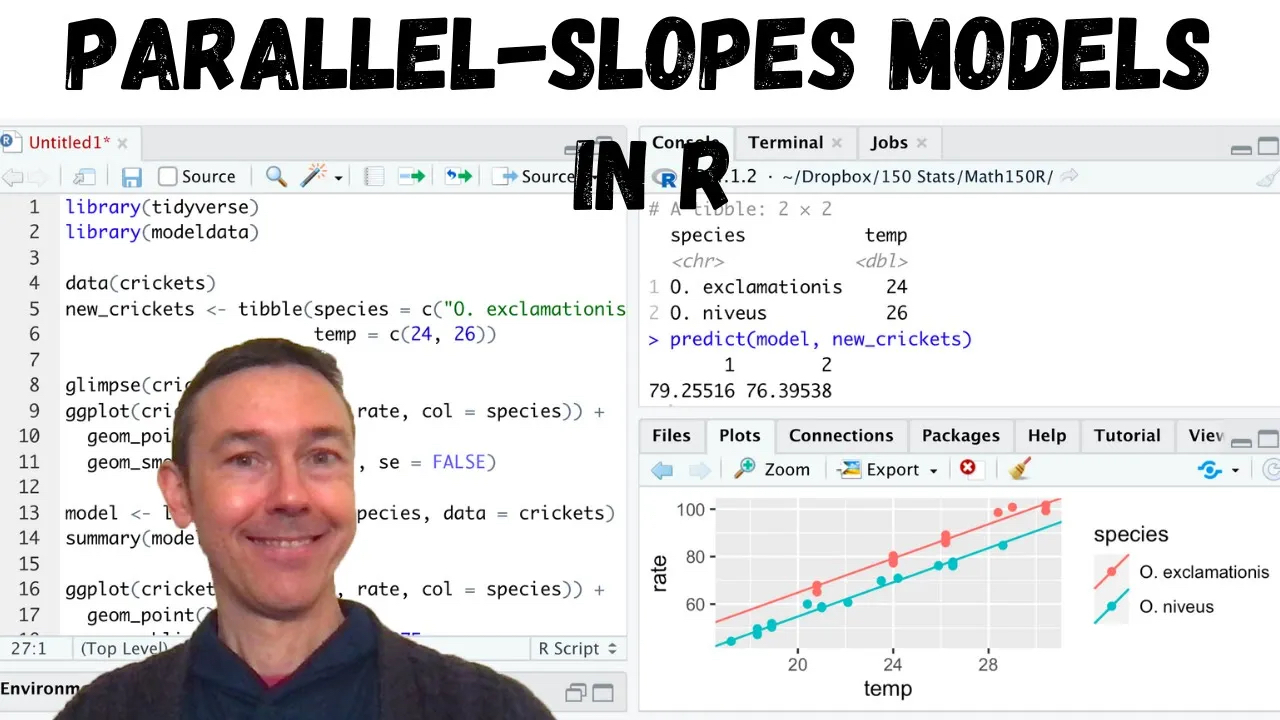 PARALLEL-SLOPES MODELS
IN R
Untitled1*
Source
Source
1 library(tidyverse)
2 library(modeldata)
3
4 data(crickets)
5 new_crickets <- tibble(species = c("O. exclamationis
6 temp = c(24, 26))
7
8 glimpse(cric
9 ggplot(cri rate, col = species)) +
10 geom_poi
11 geom_sm , se = FALSE)
12
13 model <- l pecies, data = crickets)
14 summary(mode
15
16 ggplot(cricket , rate, col = species)) +
17 geom_point(
27:1 (Top Level) R Script
Environm
Console Terminal Jobs
.1.2 · ~/Dropbox/150 Stats/Math150R/
# A tibble: 2 × 2
species temp
<chr> <dbl>
1 O. exclamationis 24
2 O. niveus 26
> predict(model, new_crickets)
1 2
79.25516 76.39538
Files Plots Connections Packages Help Tutorial View
Zoom Export
100
80
60
rate
20 24 28
temp
species
O. exclamationis
O. niveus